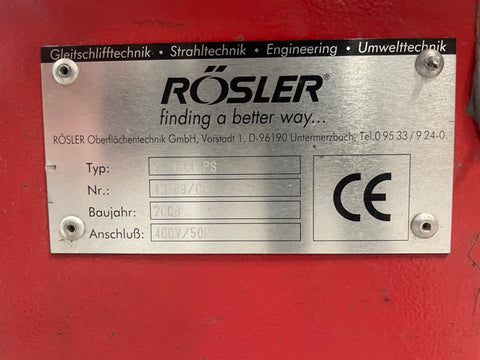 Gleitschlifftechnik · Strahltechnik · Engineering · Umwelttechnik
RÖSLER®
finding a better way...
RÖSLER Oberflächentechnik GmbH, Vorstadt 1, D-96190 Untermerzbach, Tel.0 95 33 / 9 24-0
Typ:
Nr.:
Baujahr: 2008
Anschluß: 400V/50Hz
CE